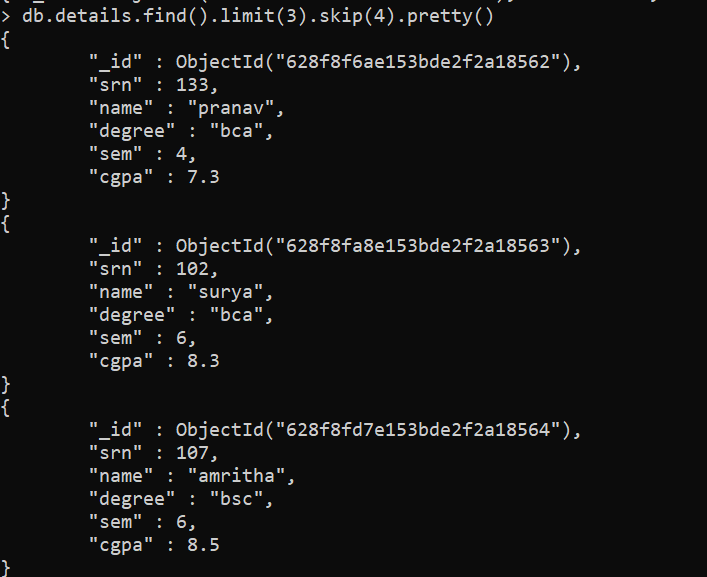 > db.details.find().limit(3).skip(4).pretty()
{
"_id" : ObjectId("628f8f6ae153bde2f2a18562"),
"srn" : 133,
"name" : "pranav",
"degree" : "bca",
"sem" : 4,
"cgpa" : 7.3
}
{
"_id" : ObjectId("628f8fa8e153bde2f2a18563"),
"srn" : 102,
"name" : "surya",
"degree" : "bca",
"sem" : 6,
"cgpa" : 8.3
}
{
"_id" : ObjectId("628f8fd7e153bde2f2a18564"),
"srn" : 107,
"name" : "amritha",
"degree" : "bsc",
"sem" : 6,
"cgpa" : 8.5
}